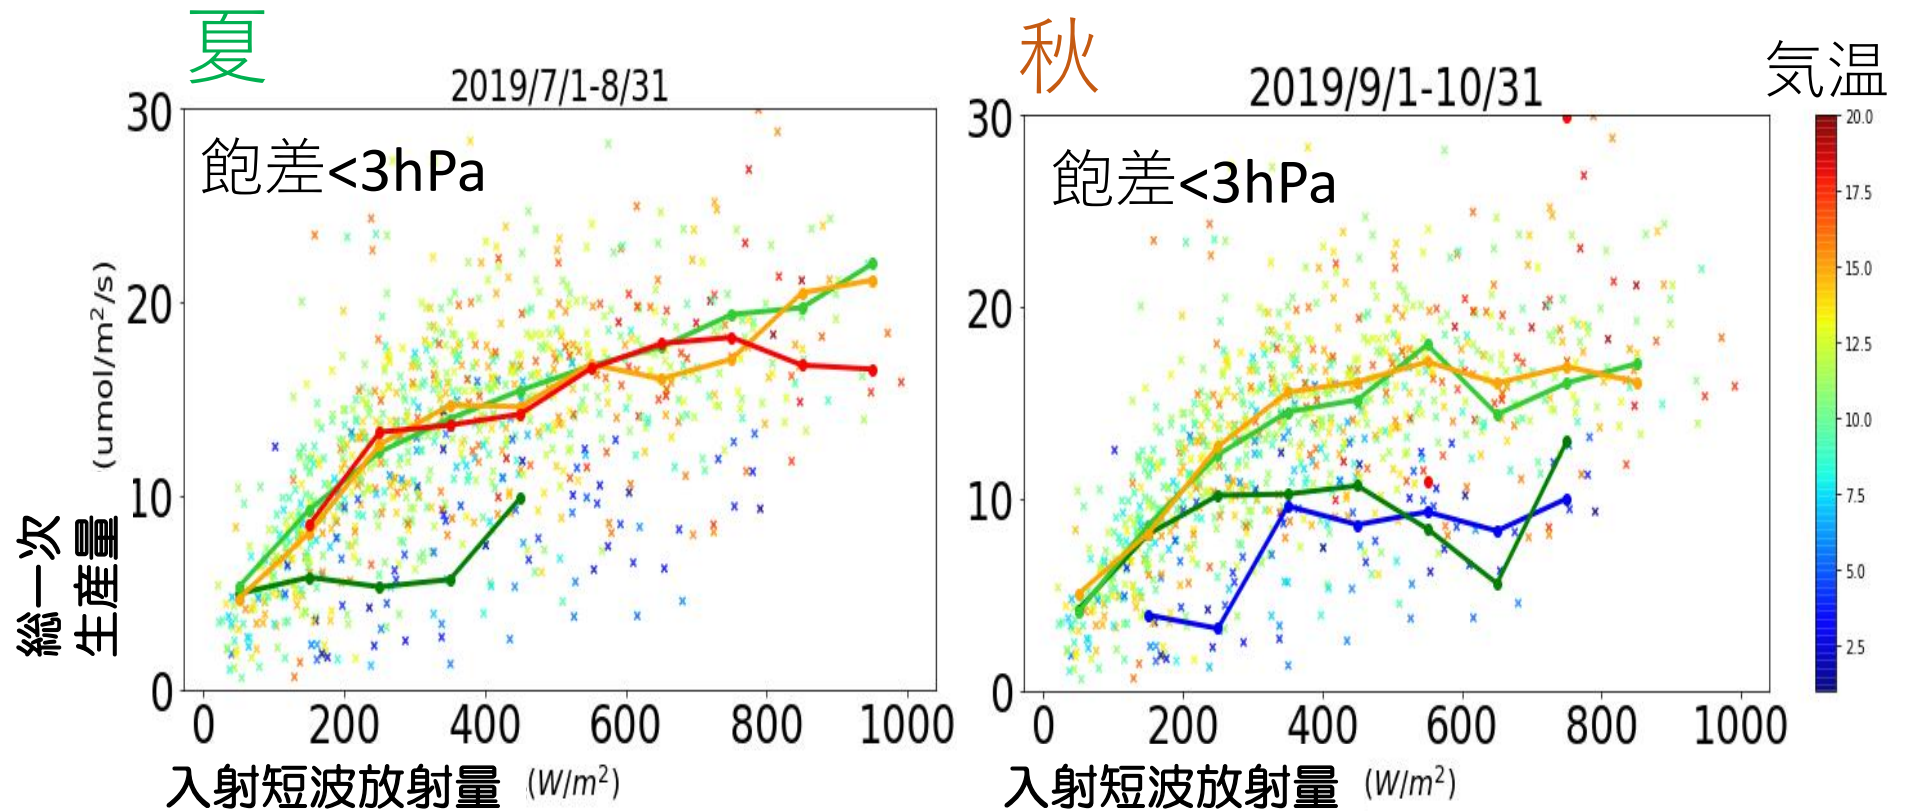 夏
2019/7/1-8/31
飽差<3hPa
30
20
10
0
(umol/m²/s)
総一次
生産量
0 200 400 600 800 1000
入射短波放射量 (W/m²)
秋
2019/9/1-10/31
飽差<3hPa
30
20
10
0
0 200 400 600 800 1000
入射短波放射量 (W/m²)
気温
20.0
17.5
15.0
12.5
10.0
7.5
5.0
2.5